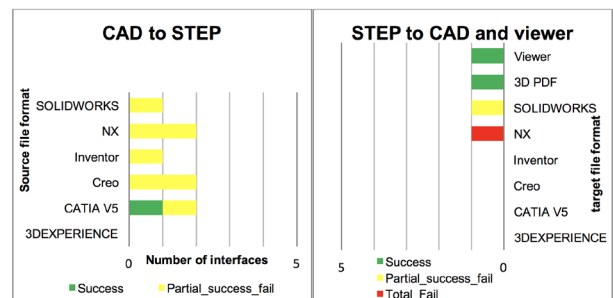 CAD to STEP
Source file format
SOLIDWORKS
NX
Inventor
Creo
CATIA V5
3DEXPERIENCE
0
Number of interfaces
5
Success
Partial_success_fail
STEP to CAD and viewer
Viewer
3D PDF
SOLIDWORKS
NX
Inventor
Creo
CATIA V5
3DEXPERIENCE
target file format
5
0
Success
Partial_success_fail
Total_Fail